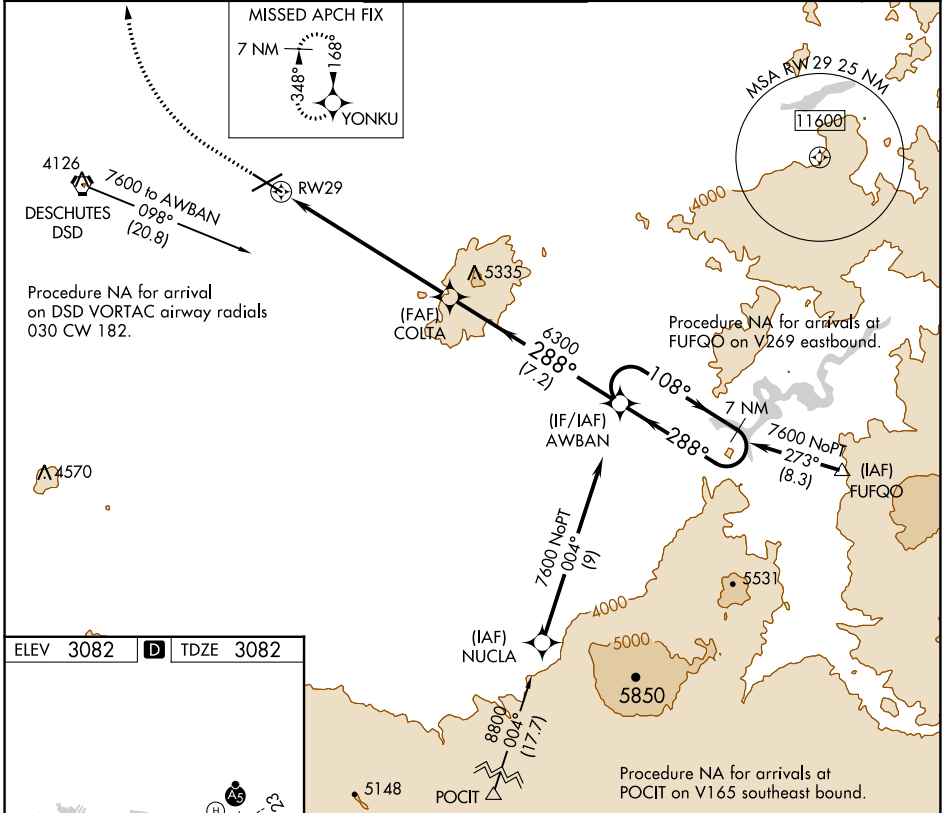 MISSED APCH FIX
7 NM
348°
168°
YONKU
MSA RW29 25 NM
11600
4126
DESCHUTES
DSD
7600 to AWBAN
098°
(20.8)
RW29
4000
Procedure NA for arrival
on DSD VORTAC airway radials
030 CW 182.
5335
(FAF)
COLTA
6300
288°
(7.2)
Procedure NA for arrivals at
FUFQO on V269 eastbound.
108°
7 NM
(IF/IAF)
AWBAN
288°
7600 NoPT
273°
(8.3)
(IAF)
FUFQO
4570
7600 NoPT
004°
(9)
5531
4000
(IAF)
NUCLA
5000
5850
ELEV 3082 D TDZE 3082
8800
004°
(17.7)
POCIT
5148
Procedure NA for arrivals at
POCIT on V165 southeast bound.
A5
H
23